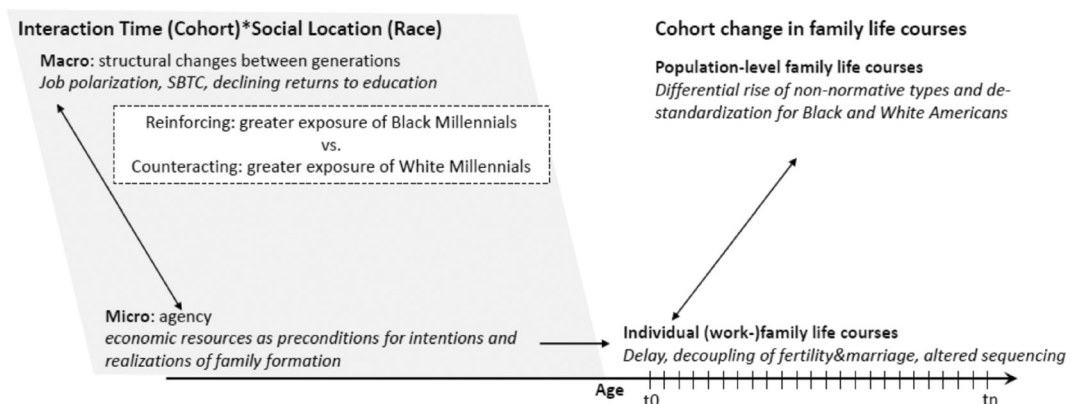 Interaction Time (Cohort)*Social Location (Race)
Macro: structural changes between generations
Job polarization, SBTC, declining returns to education
Reinforcing: greater exposure of Black Millennials
vs.
Counteracting: greater exposure of White Millennials
Micro: agency
economic resources as preconditions for intentions and
realizations of family formation
Cohort change in family life courses
Population-level family life courses
Differential rise of non-normative types and de-
standardization for Black and White Americans
Individual (work-)family life courses
Delay, decoupling of fertility&marriage, altered sequencing
Age
t0
tn